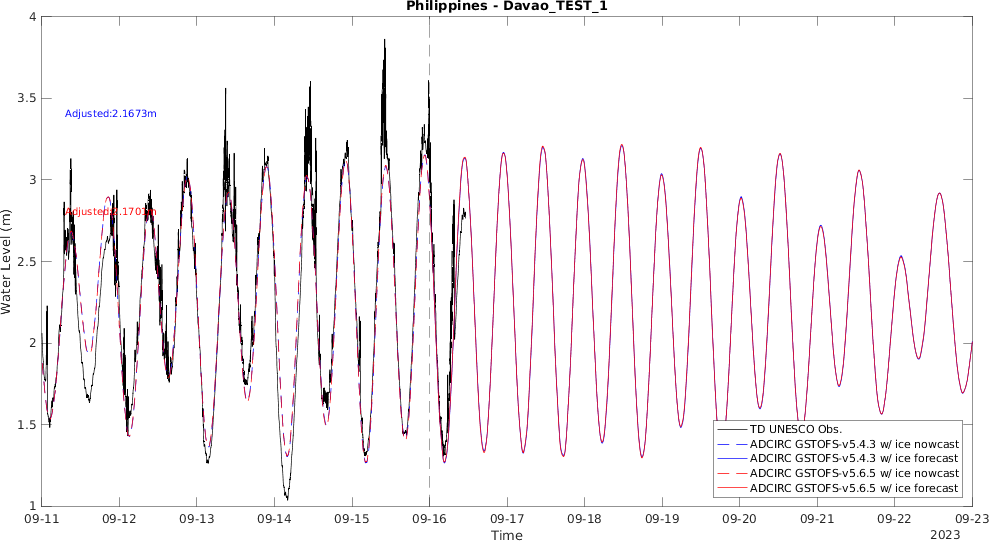 Philippines - Davao_TEST_1
Water Level (m)
4
3.5
3
2.5
2
1.5
1
Adjusted:2.1673m
Adjusted:2.1701m
TD UNESCO Obs.
ADCIRC GSTOFS-v5.4.3 w/ ice nowcast
ADCIRC GSTOFS-v5.4.3 w/ ice forecast
ADCIRC GSTOFS-v5.6.5 w/ ice nowcast
ADCIRC GSTOFS-v5.6.5 w/ ice forecast
09-11 09-12 09-13 09-14 09-15 09-16 09-17 09-18 09-19 09-20 09-21 09-22 09-23
Time
2023